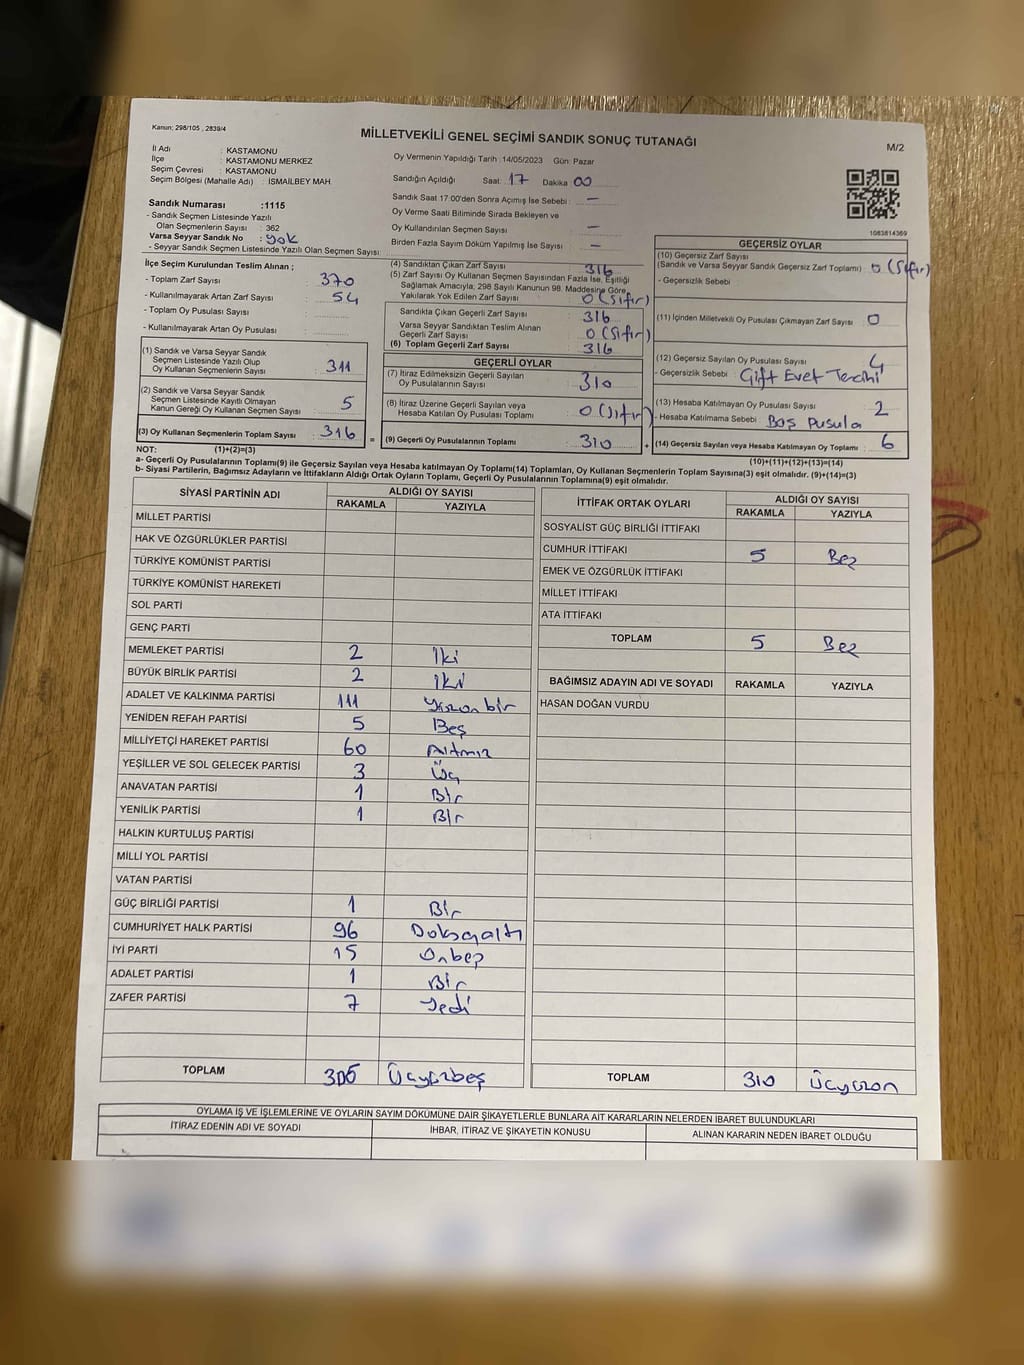 Kanun; 298/105 , 2839/4
MİLLETVEKİLİ GENEL SEÇİMİ SANDIK SONUÇ TUTANAĞI
M/2
İl Adı : KASTAMONU
İlçe : KASTAMONU MERKEZ
Seçim Çevresi : KASTAMONU
Seçim Bölgesi (Mahalle Adı) : İSMAİLBEY MAH.
Oy Vermenin Yapıldığı Tarih :14/05/2023 Gün: Pazar
Sandığın Açıldığı Saat: 17 Dakika 00
Sandık Saat 17:00'den Sonra Açımış İse Sebebi : –
Oy Verme Saati Bitiminde Sırada Bekleyen ve
Oy Kullandırılan Seçmen Sayısı : –
Birden Fazla Sayım Döküm Yapılmış İse Sayısı : –
1083814369
Sandık Numarası :1115
- Sandık Seçmen Listesinde Yazılı
Olan Seçmenlerin Sayısı : 362
Varsa Seyyar Sandık No : Yok
- Seyyar Sandık Seçmen Listesinde Yazılı Olan Seçmen Sayısı :
İlçe Seçim Kurulundan Teslim Alınan ;
- Toplam Zarf Sayısı : 370
- Kullanılmayarak Artan Zarf Sayısı : 54
- Toplam Oy Pusulası :
- Kullanılmayarak Artan Oy Pusulası :
(1) Sandık ve Varsa Seyyar Sandık
Seçmen Listesinde Yazılı Olup
Oy Kullanan Seçmenlerin Sayısı : 311
(2) Sandık ve Varsa Seyyar Sandık
Seçmen Listesinde Kayıtlı Olmayan
Kanun Gereği Oy Kullanan Seçmen Sayısı : 5
(3) Oy Kullanan Seçmenlerin Toplam Sayısı : 316
(4) Sandıktan Çıkan Zarf Sayısı : 316
(5) Zarf Sayısı Oy Kullanan Seçmen Sayısından Fazla İse, Eşitliği
Sağlamak Amacıyla; 298 Sayılı Kanunun 98. Maddesine Göre
Yakılarak Yok Edilen Zarf Sayısı : 0 (Sıfır)
Sandıkla Çıkan Geçerli Zarf Sayısı : 316
Varsa Seyyar Sandıktan Teslim Alınan
Geçerli Zarf Sayısı : 0 (Sıfır)
(6) Toplam Geçerli Zarf Sayısı : 316
GEÇERLİ OYLAR
(7) İtiraz Edilmeksizin Geçerli Sayılan
Oy Pusulalarının Sayısı : 310
(8) İtiraz Üzerine Geçerli Sayılan veya
Hesaba Katılan Oy Pusulası Toplamı : 0 (Sıfır)
= (9) Geçerli Oy Pusulalarının Toplamı : 310
GEÇERSİZ OYLAR
(10) Geçersiz Zarf Sayısı
(Sandık ve Varsa Seyyar Sandık Geçersiz Zarf Toplamı) : 0 (Sıfır)
- Geçersizlik Sebebi :
(11) İçinden Milletvekili Oy Pusulası Çıkmayan Zarf Sayısı : 0
(12) Geçersiz Sayılan Oy Pusulası Sayısı : 4
- Geçersizlik Sebebi : Çift Evet Tercihi
(13) Hesaba Katılmayan Oy Pusulası Sayısı : 2
- Hesaba Katılmama Sebebi : Boş Pusula
+ (14) Geçersiz Sayılan veya Hesaba Katılmayan Oy Toplamı : 6
NOT: (1)+(2)=(3)
(10)+(11)+(12)+(13)=(14)
a- Geçerli Oy Pusulalarının Toplamı(9) ile Geçersiz Sayılan veya Hesaba katılmayan Oy Toplamı(14) Toplamları, Oy Kullanan Seçmenlerin Toplam Sayısına(3) eşit olmalıdır. (9)+(14)=(3)
b- Siyasi Partilerin, Bağımsız Adayların ve İttifakların Aldığı Ortak Oyların Toplamı, Geçerli Oy Pusulalarının Toplamına(9) eşit olmalıdır.
SİYASİ PARTİNİN ADI ALDIĞI OY SAYISI
RAKAMLA YAZIYLA
MİLLET PARTİSİ
HAK VE ÖZGÜRLÜKLER PARTİSİ
TÜRKİYE KOMÜNİST PARTİSİ
TÜRKİYE KOMÜNİST HAREKETİ
SOL PARTİ
GENÇ PARTİ
MEMLEKET PARTİSİ 2 İki
BÜYÜK BİRLİK PARTİSİ 2 İki
ADALET VE KALKINMA PARTİSİ 111 Yüzonbir
YENİDEN REFAH PARTİSİ 5 Beş
MİLLİYETÇİ HAREKET PARTİSİ 60 Altmış
YEŞİLLER VE SOL GELECEK PARTİSİ 3 Üç
ANAVATAN PARTİSİ 1 Bir
YENİLİK PARTİSİ 1 Bir
HALKIN KURTULUŞ PARTİSİ
MİLLİ YOL PARTİSİ
VATAN PARTİSİ
GÜÇ BİRLİĞİ PARTİSİ 1 Bir
CUMHURİYET HALK PARTİSİ 96 Doksaaltı
İYİ PARTİ 15 Onbeş
ADALET PARTİSİ 1 Bir
ZAFER PARTİSİ 7 Yedi
TOPLAM 305 Üçyüzbeş
İTTİFAK ORTAK OYLARI ALDIĞI OY SAYISI
RAKAMLA YAZIYLA
SOSYALİST GÜÇ BİRLİĞİ İTTİFAKI
CUMHUR İTTİFAKI 5 Beş
EMEK VE ÖZGÜRLÜK İTTİFAKI
MİLLET İTTİFAKI
ATA İTTİFAKI
TOPLAM 5 Beş
BAĞIMSIZ ADAYIN ADI VE SOYADI RAKAMLA YAZIYLA
HASAN DOĞAN VURDU
TOPLAM 310 Üçyüzon
OYLAMA İŞ VE İŞLEMLERİNE VE OYLARIN SAYIM DÖKÜMÜNE DAİR ŞİKAYETLERLE BUNLARA AİT KARARLARIN NELERDEN İBARET BULUNDUKLARI
İTİRAZ EDENİN ADI VE SOYADI İHBAR, İTİRAZ VE ŞİKAYETİN KONUSU ALINAN KARARIN NEDEN İBARET OLDUĞU